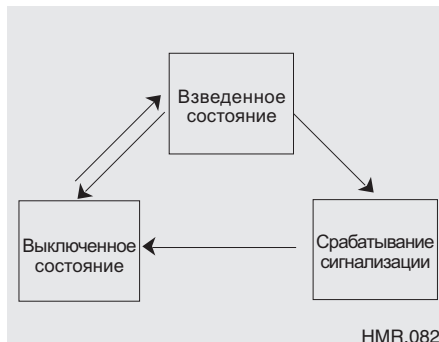 Взведенное
состояние
Выключенное
состояние
Срабатывание
сигнализации
HMR.082